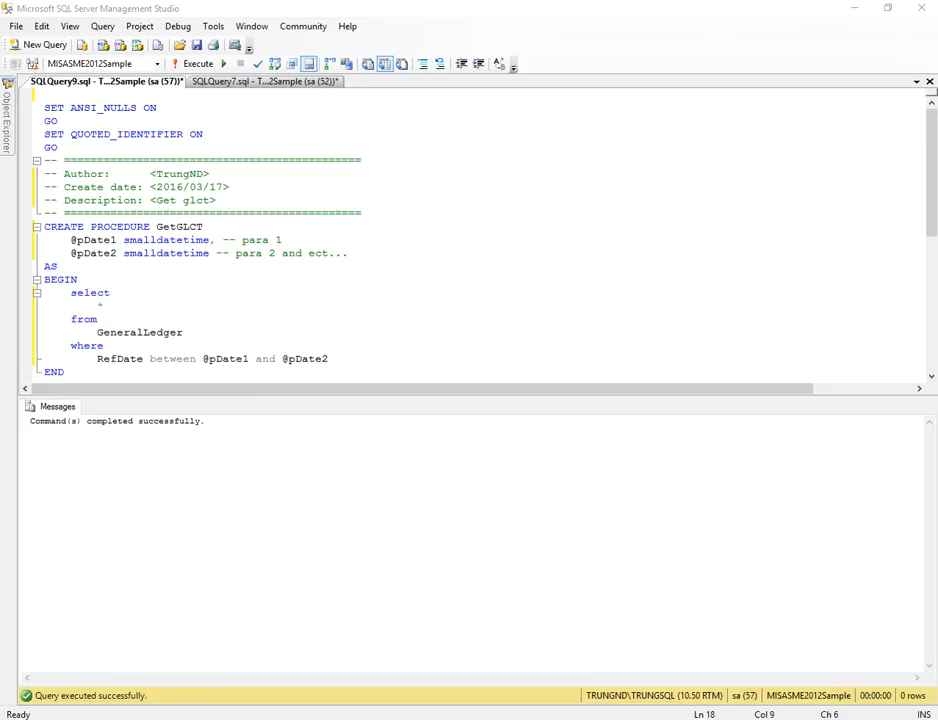 Microsoft SQL Server Management Studio
File Edit View Query Project Debug Tools Window Community Help
New Query
MISASME2012Sample Execute
SQLQuery9.sql - T...2Sample (sa (57))* SQLQuery7.sql - T...2Sample (sa (52))*
Object Explorer
SET ANSI_NULLS ON
GO
SET QUOTED_IDENTIFIER ON
GO
-- =============================================
-- Author: <TrungND>
-- Create date: <2016/03/17>
-- Description: <Get glct>
-- =============================================
CREATE PROCEDURE GetGLCT
@pDate1 smalldatetime, -- para 1
@pDate2 smalldatetime -- para 2 and ect...
AS
BEGIN
select
*
from
GeneralLedger
where
RefDate between @pDate1 and @pDate2
END
Messages
Command(s) completed successfully.
Query executed successfully. TRUNGND\TRUNGSQL (10.50 RTM) sa (57) MISASME2012Sample 00:00:00 0 rows
Ready Ln 18 Col 9 Ch 6 INS